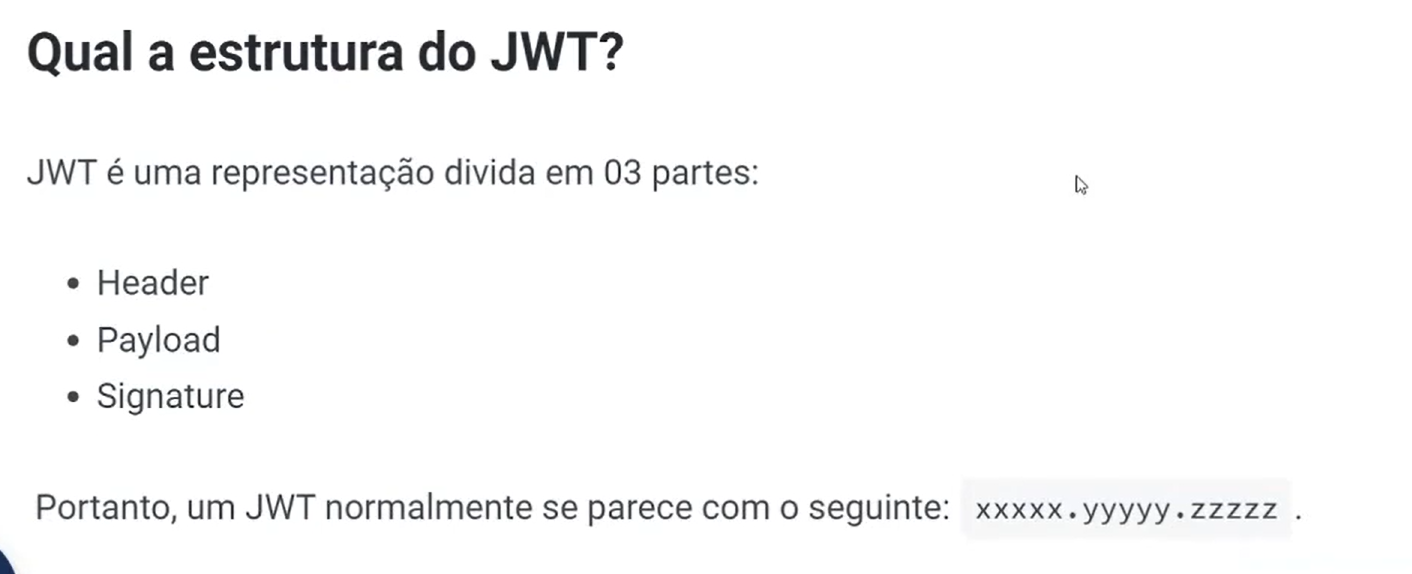 Qual a estrutura do JWT?
JWT é uma representação divida em 03 partes:
• Header
• Payload
• Signature
Portanto, um JWT normalmente se parece com o seguinte: xxxxx.yyyyy.zzzzz .